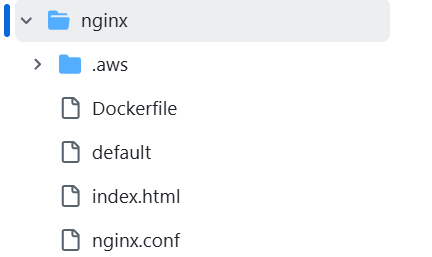 nginx
.aws
Dockerfile
default
index.html
nginx.conf